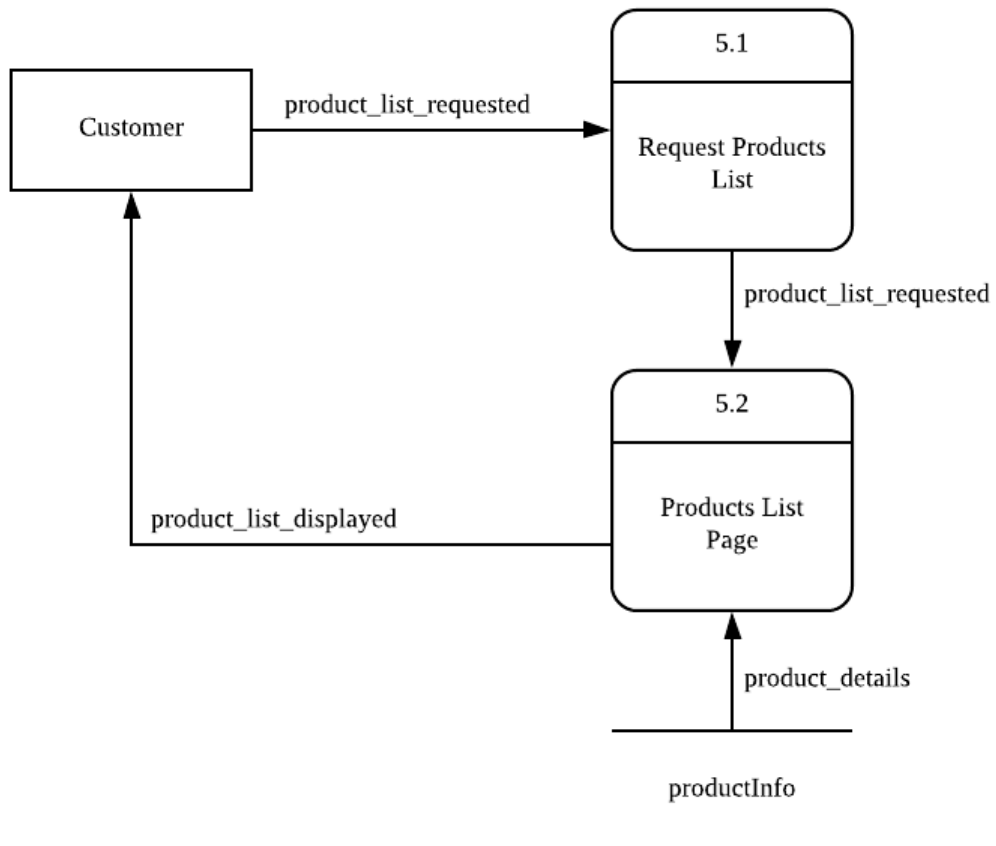 5.1
product_list_requested
Customer
Request Products
List
product_list_requested
5.2
Products List
Page
product_list_displayed
product_details
productInfo